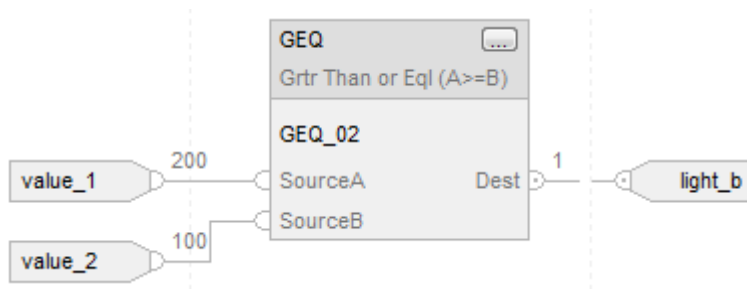 GEQ
...
Grtr Than or Eql (A>=B)
GEQ_02
value_1
200
SourceA
Dest
1
light_b
value_2
100
SourceB